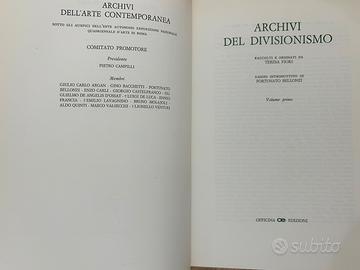 ARCHIVI
DELL'ARTE CONTEMPORANEA
SOTTO GLI AUSPICI DELL'ENTE AUTONOMO ESPOSIZIONE NAZIONALE
QUADRIENNALE D'ARTE DI ROMA
COMITATO PROMOTORE
Presidente
PIETRO CAMPILLI
Membri
GIULIO CARLO ARGAN - GINO BACCHETTI - FORTUNATO
BELLONZI - ENZO CARLI - GIORGIO CASTELFRANCO - GU-
GLIELMO DE ANGELIS D'OSSAT - LUIGI DE LUCA - ENNIO
FRANCIA - EMILIO LAVAGNINO - BRUNO MOLAJOLI
ALDO QUINTI - MARCO VALSECCHI - LIONELLO VENTURI
ARCHIVI
DEL DIVISIONISMO
RACCOLTI E ORDINATI DA
TERESA FIORI
SAGGIO INTRODUTTIVO DI
FORTUNATO BELLONZI
Volume primo
OFFICINA EDIZIONI
subito